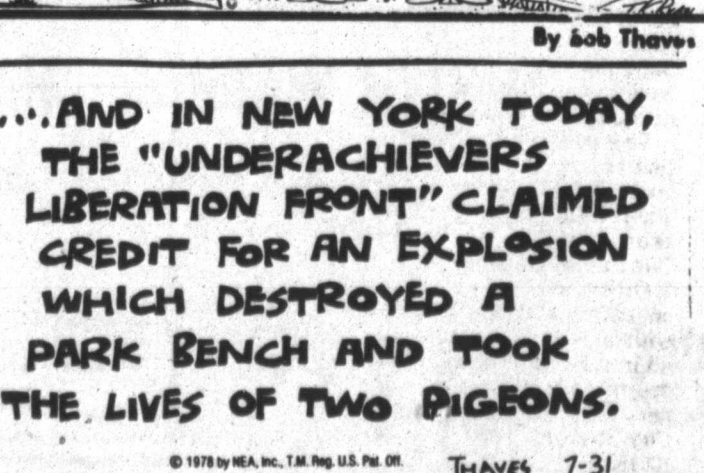 By Bob Thaves
....AND IN NEW YORK TODAY,
THE "UNDERACHIEVERS
LIBERATION FRONT" CLAIMED
CREDIT FOR AN EXPLOSION
WHICH DESTROYED A
PARK BENCH AND TOOK
THE LIVES OF TWO PIGEONS.
© 1978 by NEA, Inc., T.M. Reg. U.S. Pat. Off.
THAVES 7-31